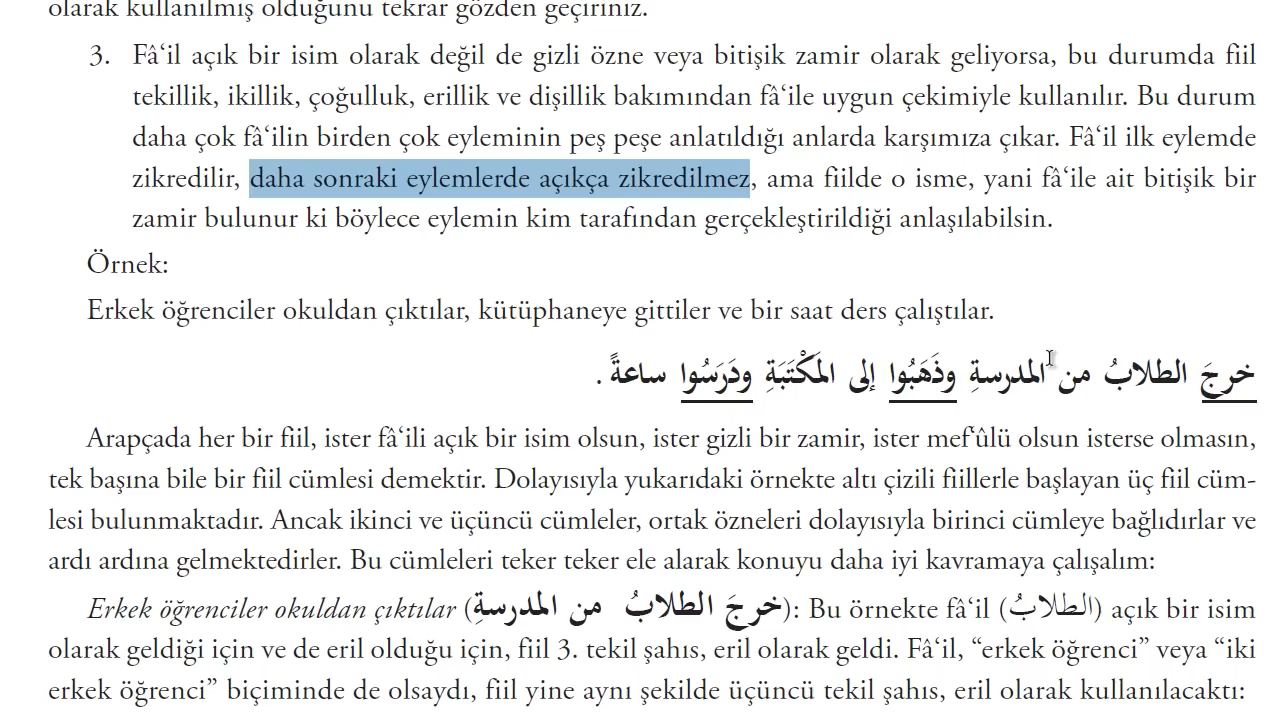 olarak kullanılmış olduğunu tekrar gözden geçiriniz.
3. Fâ‘il açık bir isim olarak değil de gizli özne veya bitişik zamir olarak geliyorsa, bu durumda fiil
tekillik, ikillik, çoğulluk, erillik ve dişillik bakımından fâ‘ile uygun çekimiyle kullanılır. Bu durum
daha çok fâ‘ilin birden çok eyleminin peş peşe anlatıldığı anlarda karşımıza çıkar. Fâ‘il ilk eylemde
zikredilir, daha sonraki eylemlerde açıkça zikredilmez, ama fiilde o isme, yani fâ‘ile ait bitişik bir
zamir bulunur ki böylece eylemin kim tarafından gerçekleştirildiği anlaşılabilsin.
Örnek:
Erkek öğrenciler okuldan çıktılar, kütüphaneye gittiler ve bir saat ders çalıştılar.
خرجَ الطلابُ من المدرسةِ وذَهَبُوا إلى المَكْتَبَةِ ودَرَسُوا ساعةً .
Arapçada her bir fiil, ister fâ‘ili açık bir isim olsun, ister gizli bir zamir, ister mef‘ûlü olsun isterse olmasın,
tek başına bile bir fiil cümlesi demektir. Dolayısıyla yukarıdaki örnekte altı çizili fiillerle başlayan üç fiil cüm-
lesi bulunmaktadır. Ancak ikinci ve üçüncü cümleler, ortak özneleri dolayısıyla birinci cümleye bağlıdırlar ve
ardı ardına gelmektedirler. Bu cümleleri teker teker ele alarak konuyu daha iyi kavramaya çalışalım:
Erkek öğrenciler okuldan çıktılar (خرجَ الطلابُ من المدرسةِ): Bu örnekte fâ‘il (الطلابُ) açık bir isim
olarak geldiği için ve de eril olduğu için, fiil 3. tekil şahıs, eril olarak geldi. Fâ‘il, “erkek öğrenci” veya “iki
erkek öğrenci” biçiminde de olsaydı, fiil yine aynı şekilde üçüncü tekil şahıs, eril olarak kullanılacaktı: